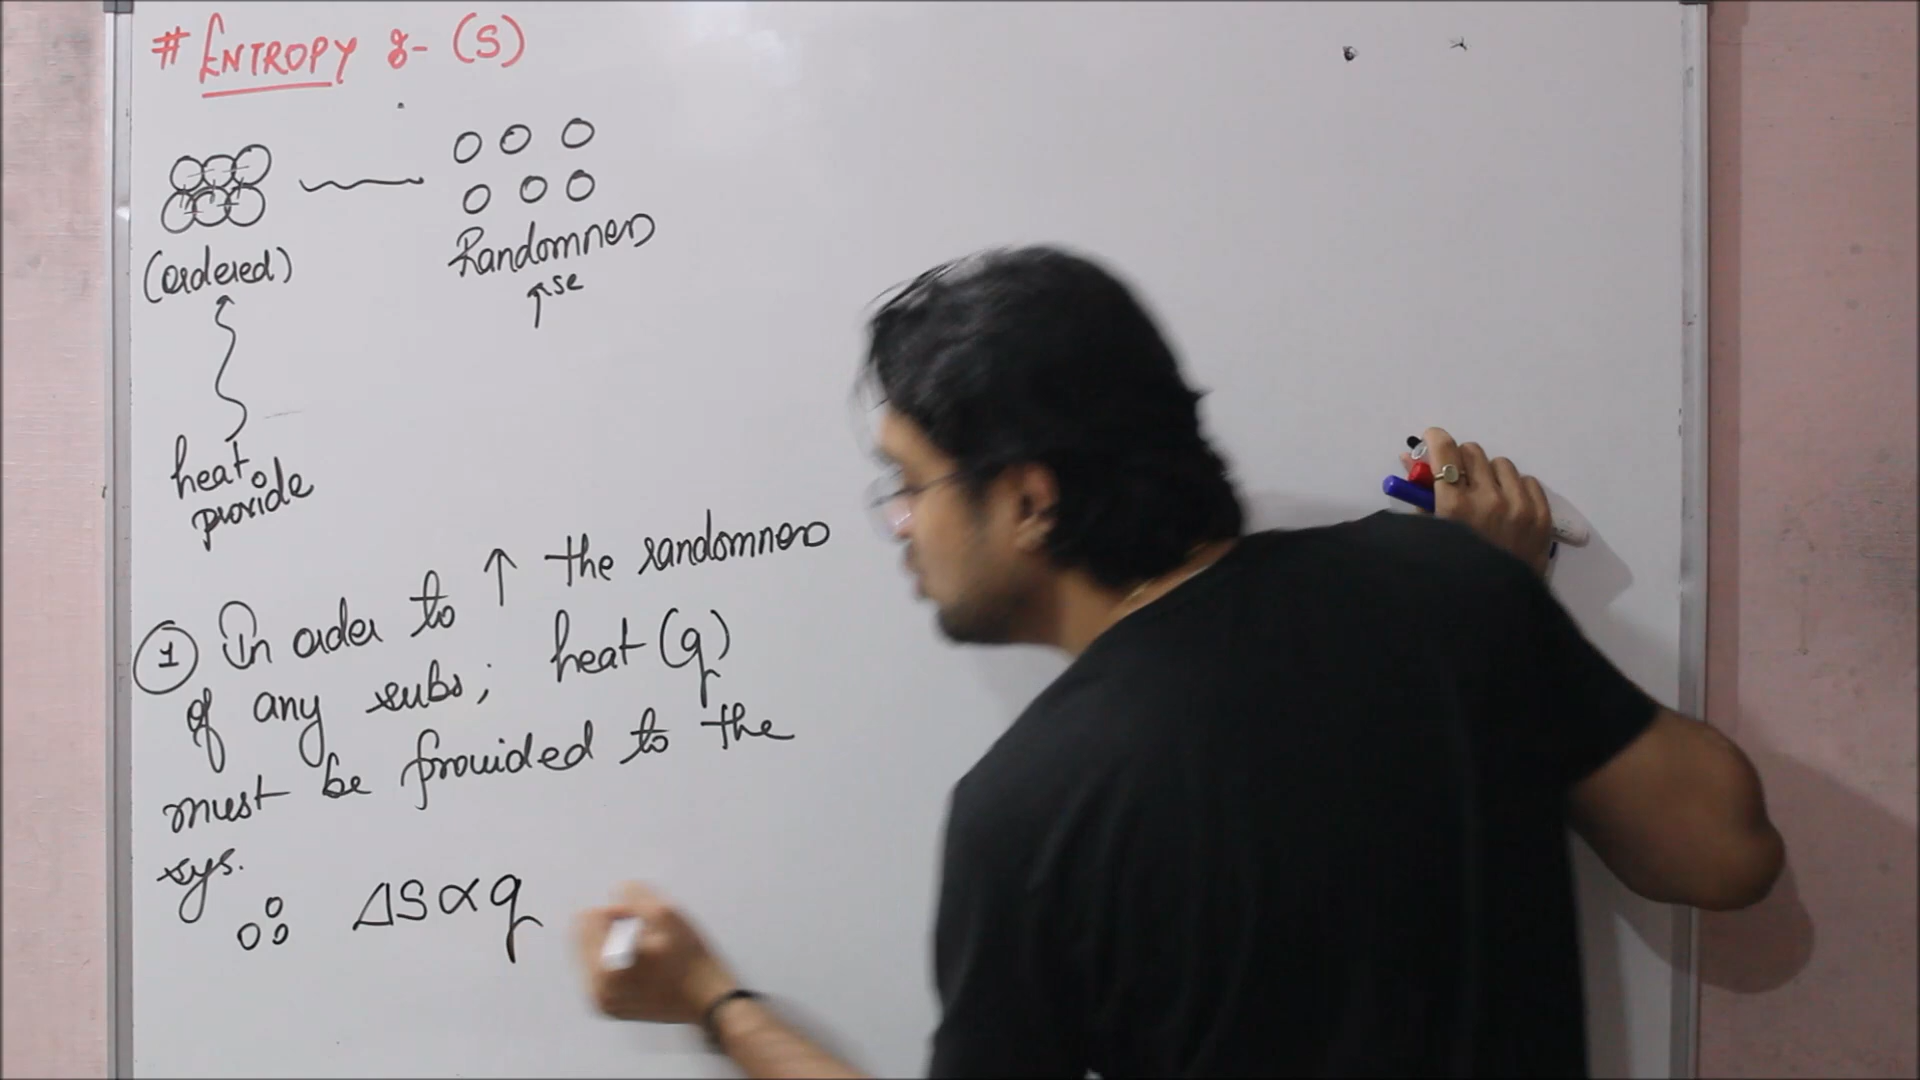 # ENTROPY :- (S)
(ordered)
Randomness
↑se
heat
provide
① In order to ↑ the randomness
of any subs; heat (q)
must be provided to the
sys.
∴ ΔS ∝ q